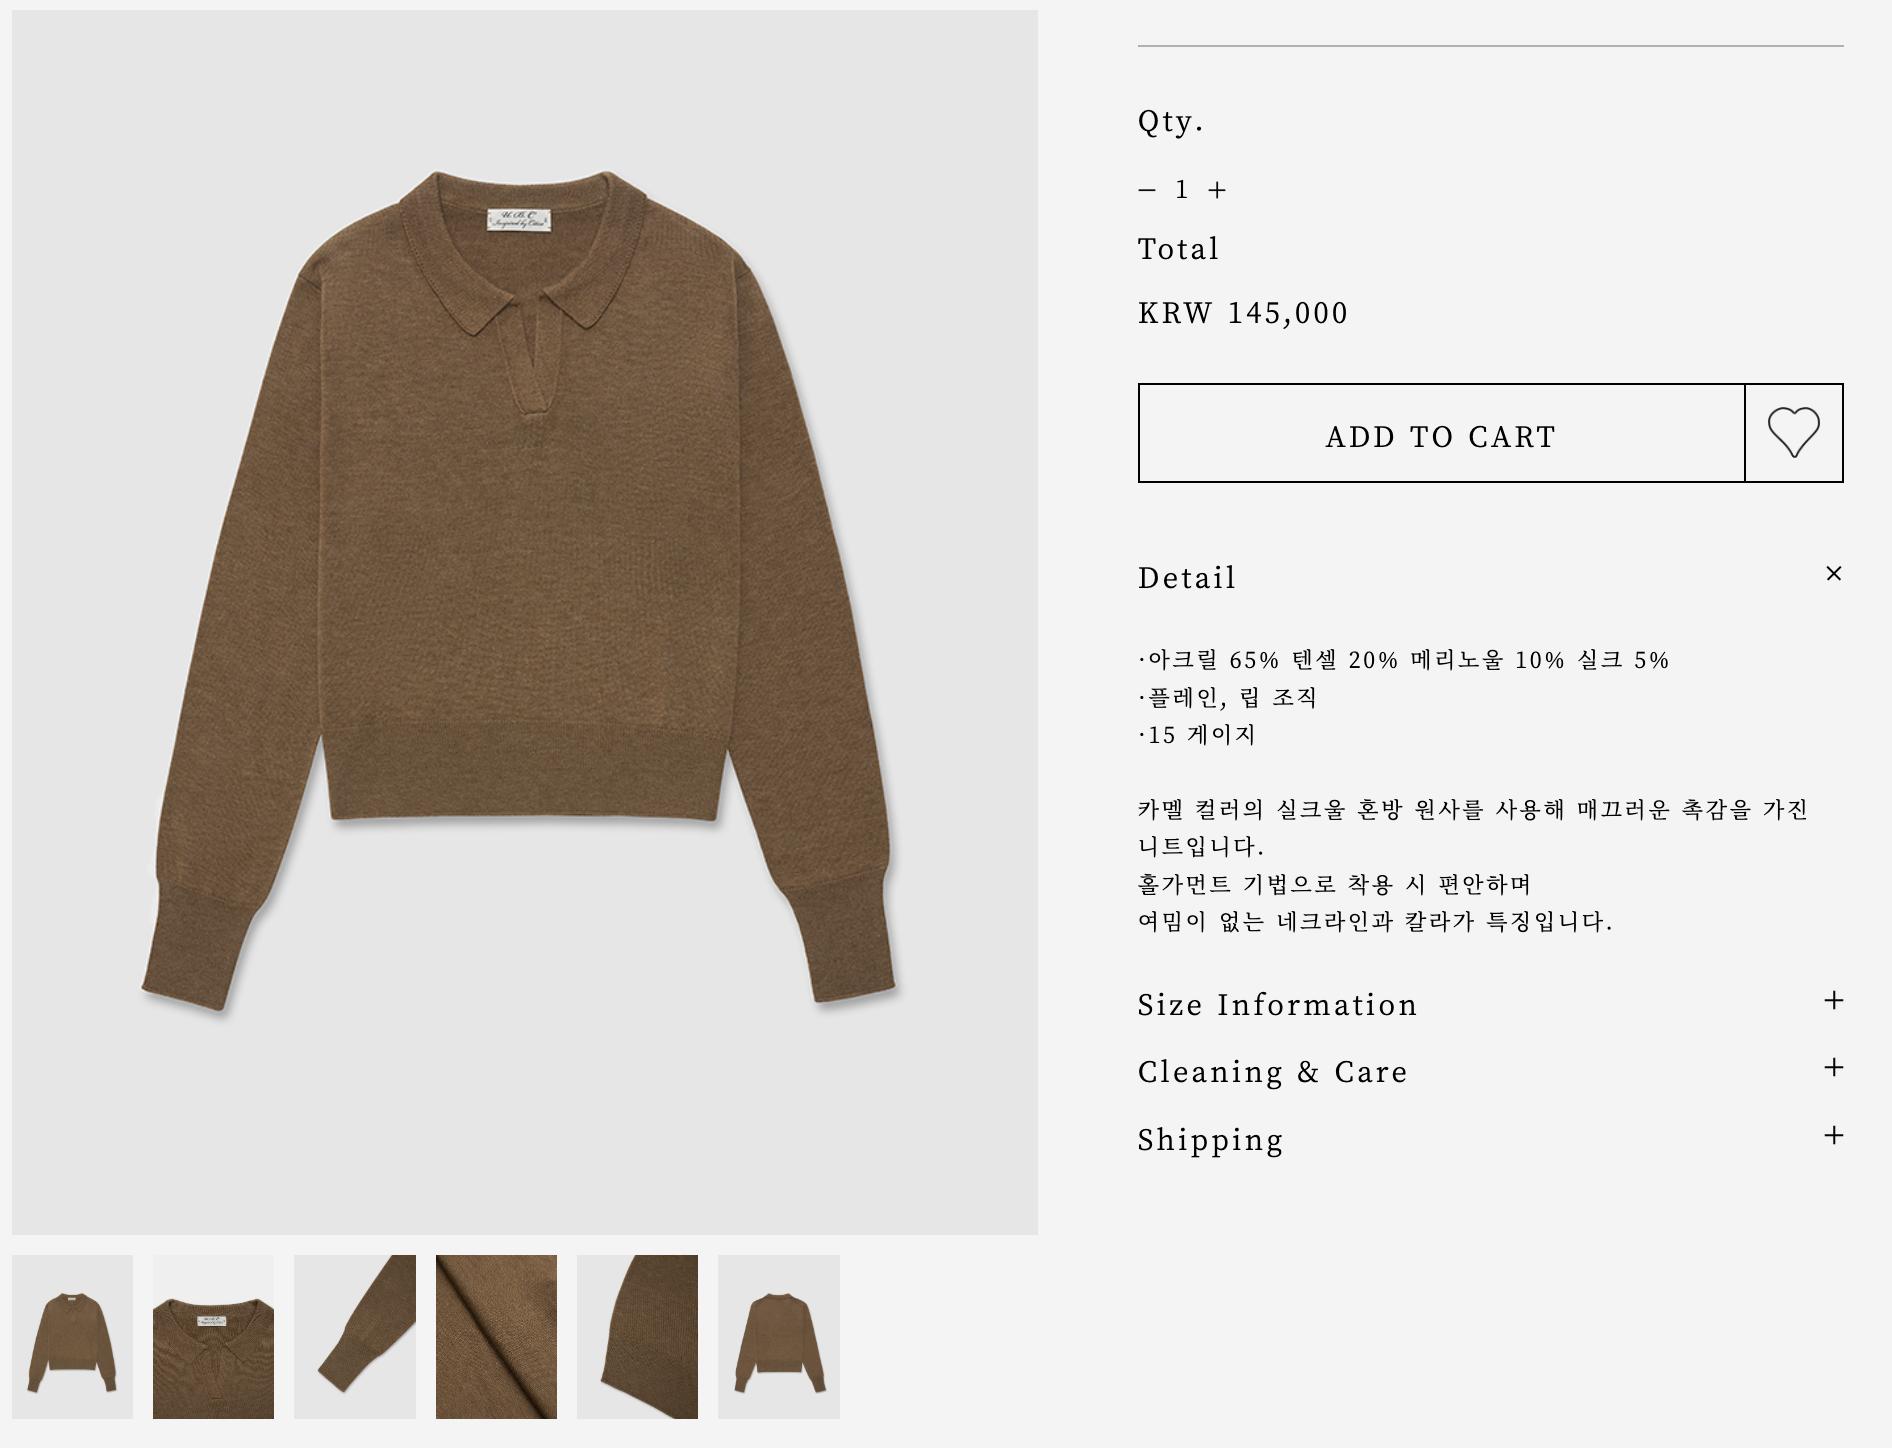 U.B.C
Inspired by
Qty.
− 1 +
Total
KRW 145,000
ADD TO CART
Detail ×
·아크릴 65% 텐셀 20% 메리노울 10% 실크 5%
·플레인, 립 조직
·15 게이지
카멜 컬러의 실크울 혼방 원사를 사용해 매끄러운 촉감을 가진
니트입니다.
홀가먼트 기법으로 착용 시 편안하며
여밈이 없는 네크라인과 칼라가 특징입니다.
Size Information +
Cleaning & Care +
Shipping +